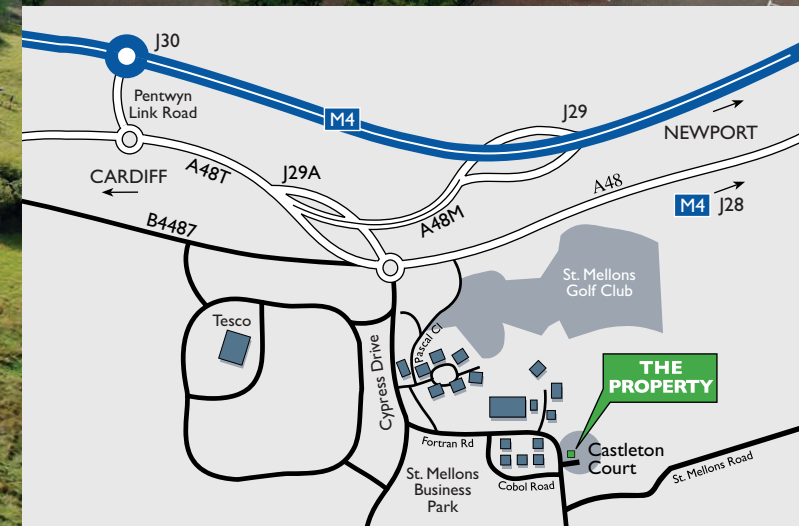 J30
Pentwyn
Link Road
M4
J29
NEWPORT
CARDIFF
A48T
J29A
A48M
A48
M4 J28
B4487
St. Mellons
Golf Club
Tesco
Cypress Drive
Pascal Cl
THE
PROPERTY
Fortran Rd
Castleton
Court
St. Mellons
Business
Park
Cobol Road
St. Mellons Road